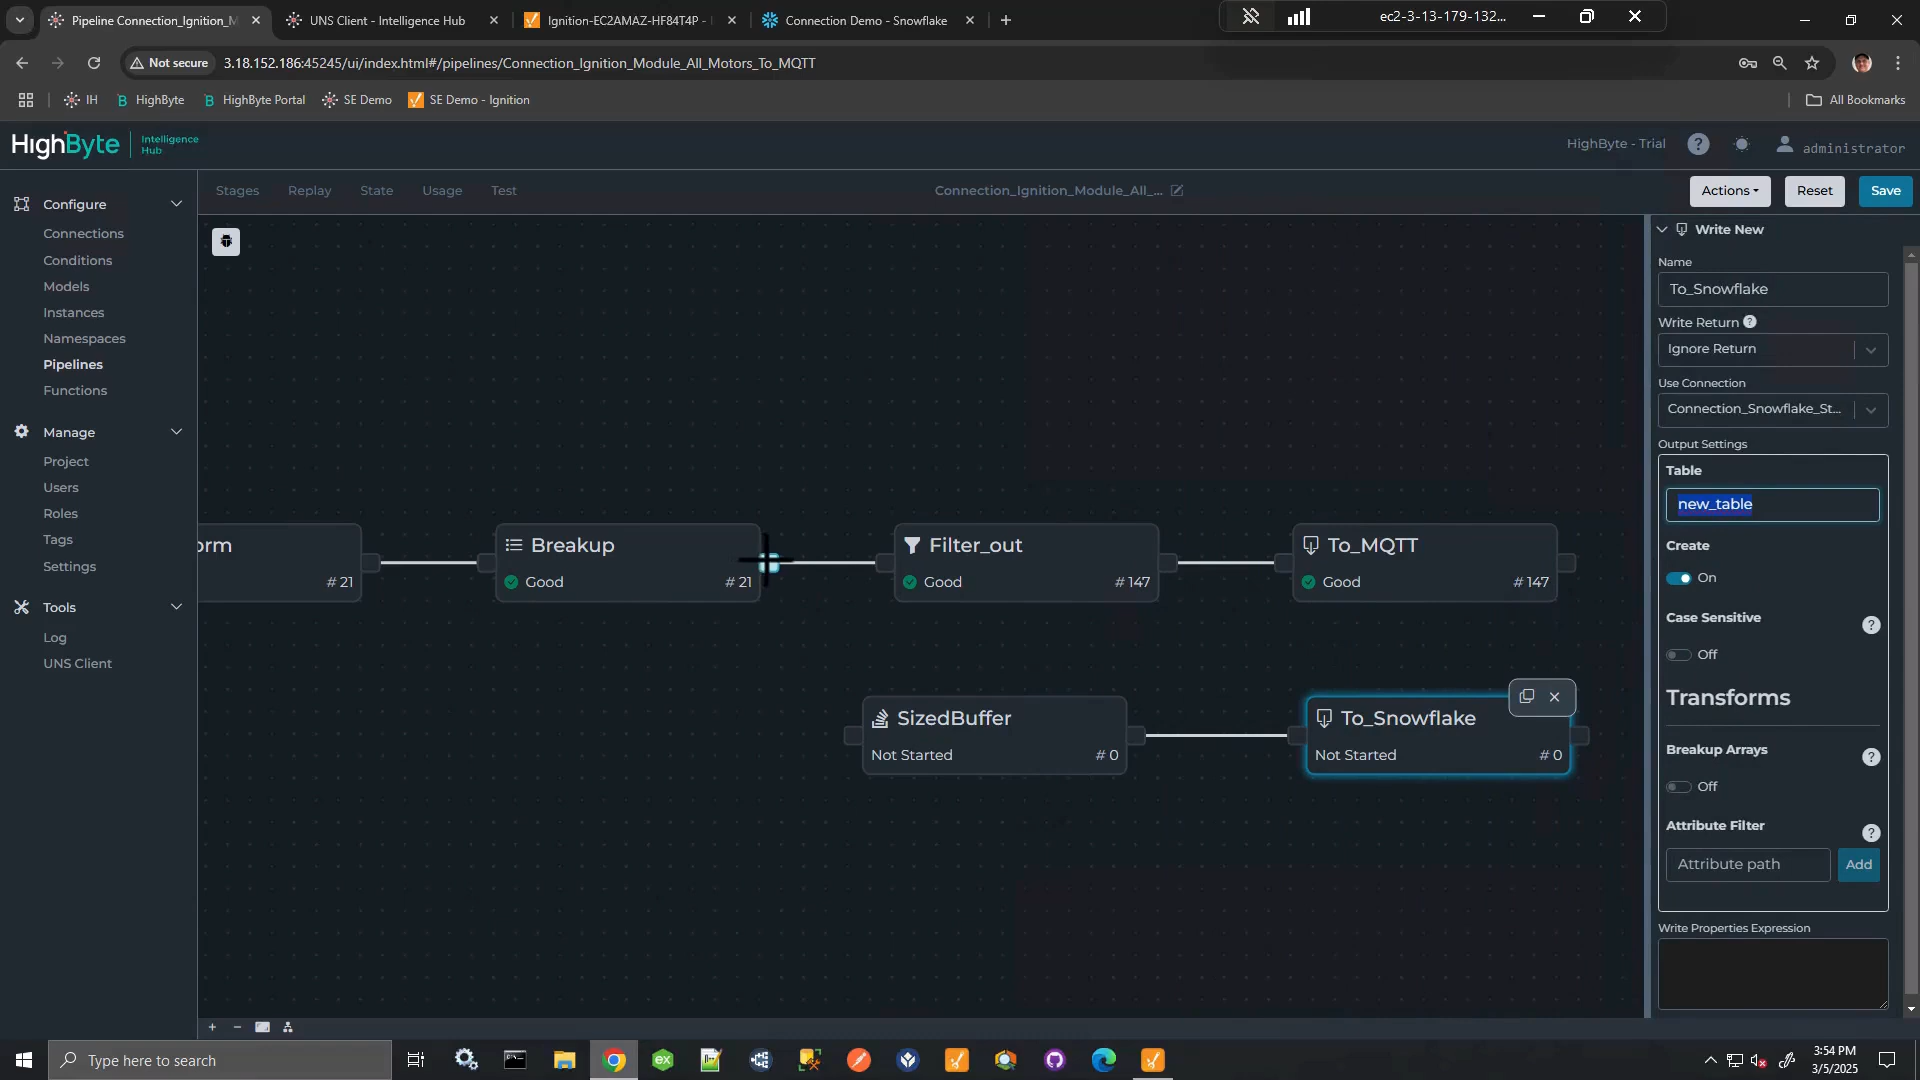 Pipeline Connection_Ignition_M
UNS Client - Intelligence Hub
Ignition-EC2AMAZ-HF84T4P -
Connection Demo - Snowflake
ec2-3-13-179-132...
Not secure
3.18.152.186:45245/ui/index.html#/pipelines/Connection_Ignition_Module_All_Motors_To_MQTT
IH
HighByte
HighByte Portal
SE Demo
SE Demo - Ignition
All Bookmarks
HighByte
Intelligence
Hub
HighByte - Trial
administrator
Configure
Connections
Conditions
Models
Instances
Namespaces
Pipelines
Functions
Manage
Project
Users
Roles
Tags
Settings
Tools
Log
UNS Client
Stages
Replay
State
Usage
Test
Connection_Ignition_Module_All_...
Actions
Reset
Save
orm
# 21
Breakup
Good
# 21
Filter_out
Good
# 147
To_MQTT
Good
# 147
SizedBuffer
Not Started
# 0
To_Snowflake
Not Started
# 0
Write New
Name
To_Snowflake
Write Return
Ignore Return
Use Connection
Connection_Snowflake_St...
Output Settings
Table
new_table
Create
On
Case Sensitive
Off
Transforms
Breakup Arrays
Off
Attribute Filter
Attribute path
Add
Write Properties Expression
Type here to search
3:54 PM
3/5/2025